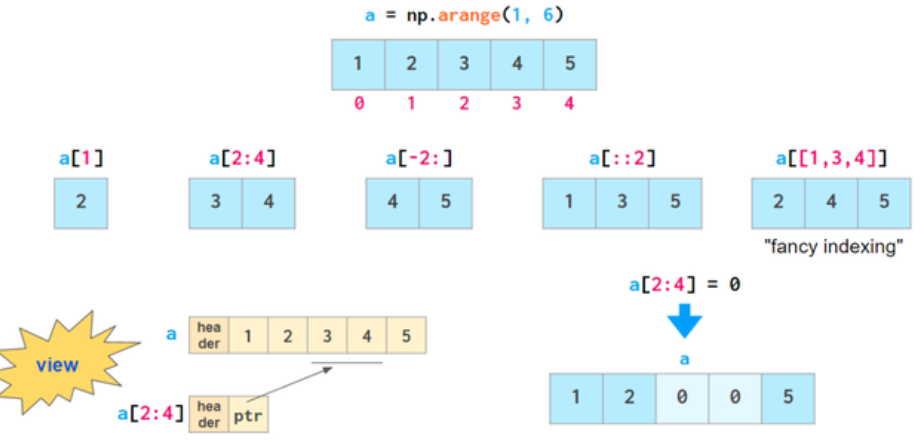 a = np.arange(1, 6)
1 2 3 4 5
0 1 2 3 4
a[1] a[2:4] a[-2:] a[::2] a[[1,3,4]]
2 3 4 4 5 1 3 5 2 4 5
"fancy indexing"
a[2:4] = 0
view
a hea
der 1 2 3 4 5
a[2:4] hea
der ptr
a
1 2 0 0 5